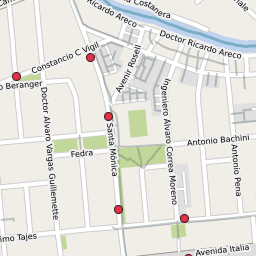 Costanera
Ricardo Areco
Doctor Ricardo Areco
Constancio C Vigil
Avenir Rosell
Beranger
Doctor Alvaro Vargas Guillemette
Santa Mónica
Ingeniero Alvaro Correa Moreno
Antonio Bachini
Fedra
Antonio Pena
imo Tajes
Avenida Italia